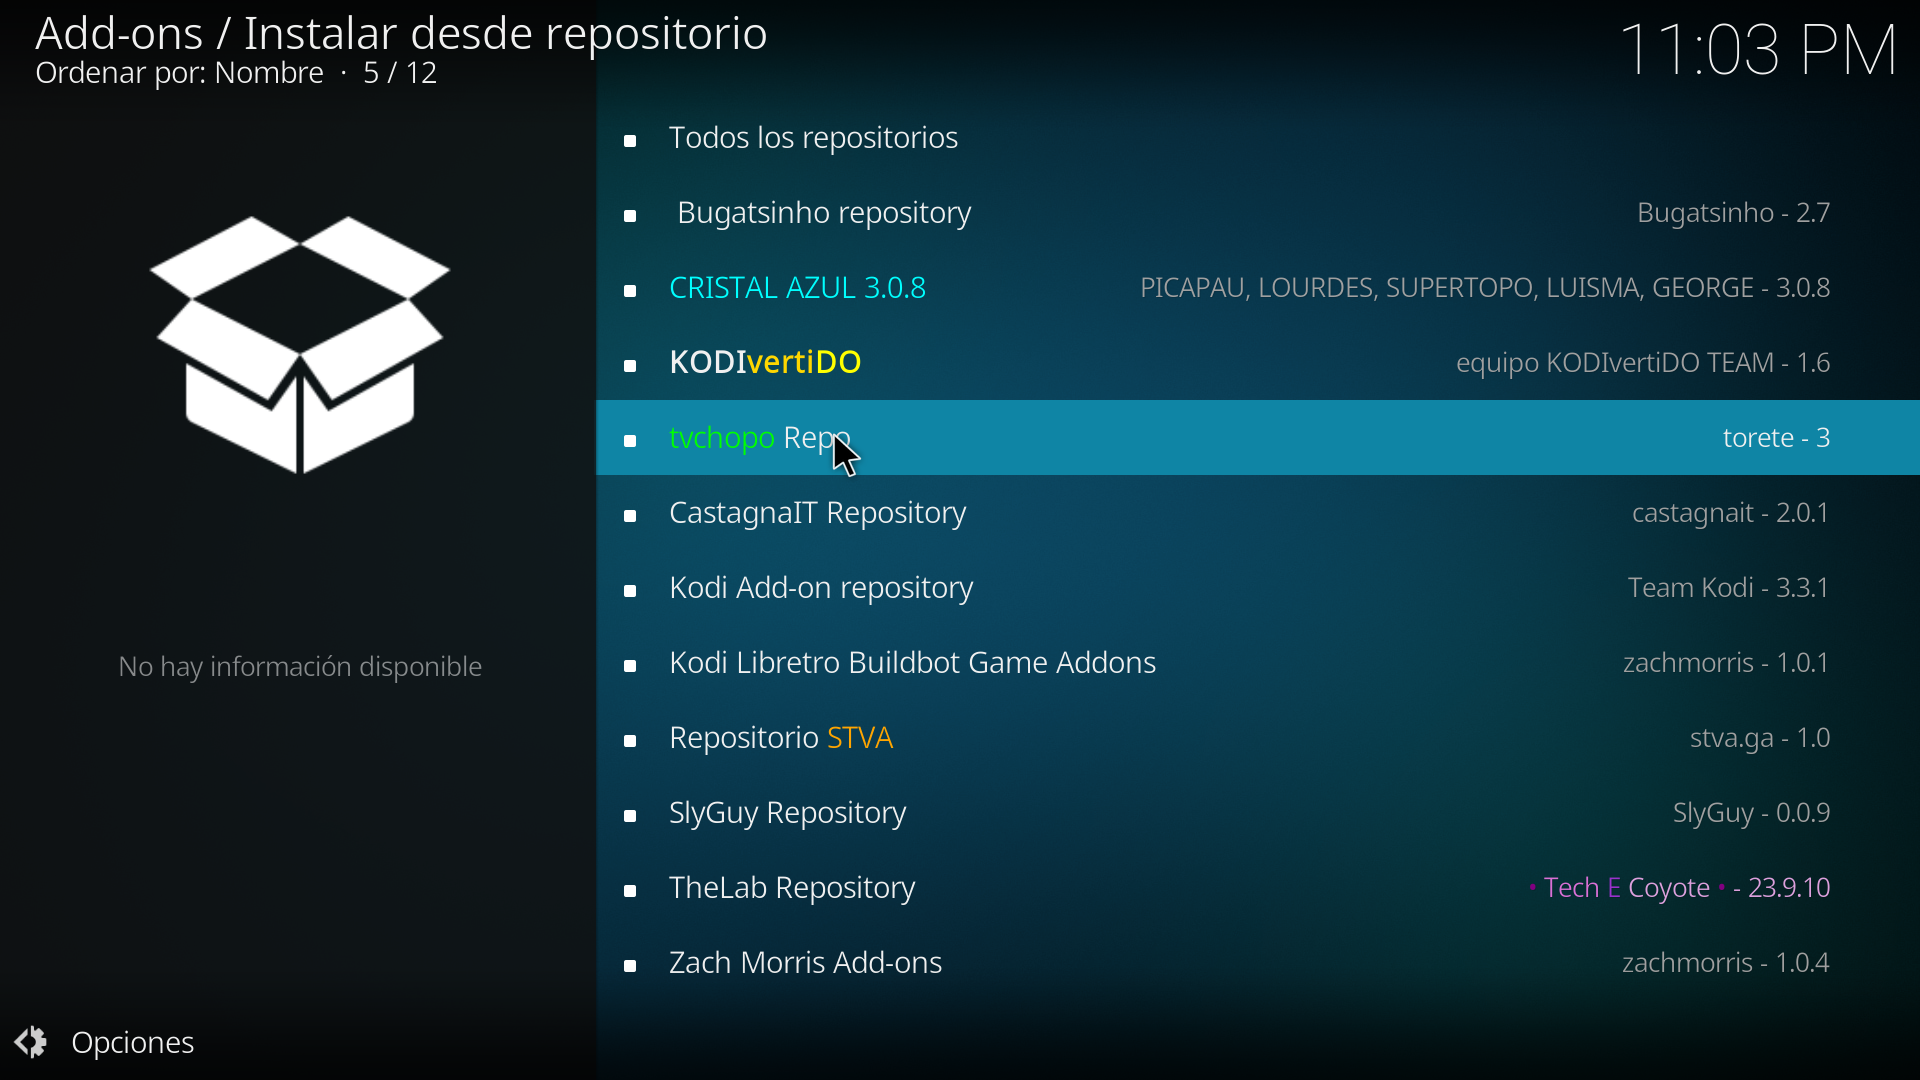 Add-ons / Instalar desde repositorio
Ordenar por: Nombre · 5 / 12
11:03 PM
Todos los repositorios
Bugatsinho repository Bugatsinho - 2.7
CRISTAL AZUL 3.0.8 PICAPAU, LOURDES, SUPERTOPO, LUISMA, GEORGE - 3.0.8
KODIvertiDO equipo KODIvertiDO TEAM - 1.6
tvchopo Repo torete - 3
CastagnaIT Repository castagnait - 2.0.1
Kodi Add-on repository Team Kodi - 3.3.1
Kodi Libretro Buildbot Game Addons zachmorris - 1.0.1
Repositorio STVA stva.ga - 1.0
SlyGuy Repository SlyGuy - 0.0.9
TheLab Repository • Tech E Coyote • - 23.9.10
Zach Morris Add-ons zachmorris - 1.0.4
No hay información disponible
Opciones